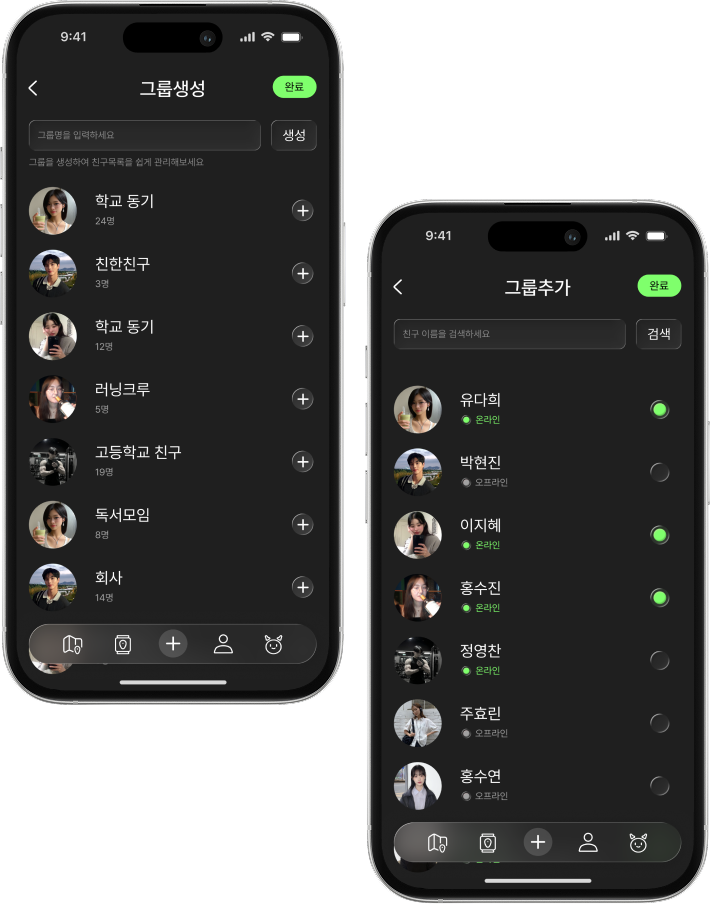 9:41
그룹생성
완료
그룹명을 입력하세요
생성
그룹을 생성하여 친구목록을 쉽게 관리해보세요
학교 동기
24명
친한친구
3명
학교 동기
12명
러닝크루
5명
고등학교 친구
19명
독서모임
8명
회사
14명
9:41
그룹추가
완료
친구 이름을 검색하세요
검색
유다희
온라인
박현진
오프라인
이지혜
온라인
홍수진
온라인
정영찬
온라인
주효린
오프라인
홍수연
오프라인